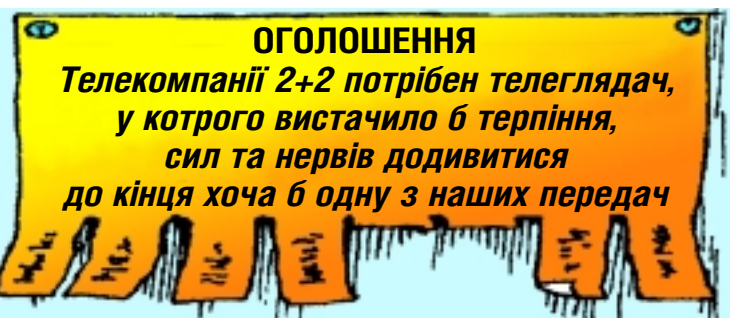 ОГОЛОШЕННЯ
Телекомпанії 2+2 потрібен телеглядач,
у котрого вистачило б терпіння,
сил та нервів додивитися
до кінця хоча б одну з наших передач